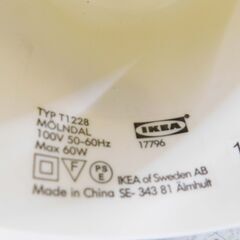 TYP T1228
MÖLNDAL
100V 50-60Hz
Max 60W
IKEA
17796
F
PS
E
IKEA of Sweden AB
Made in China SE- 343 81 Älmhult
1